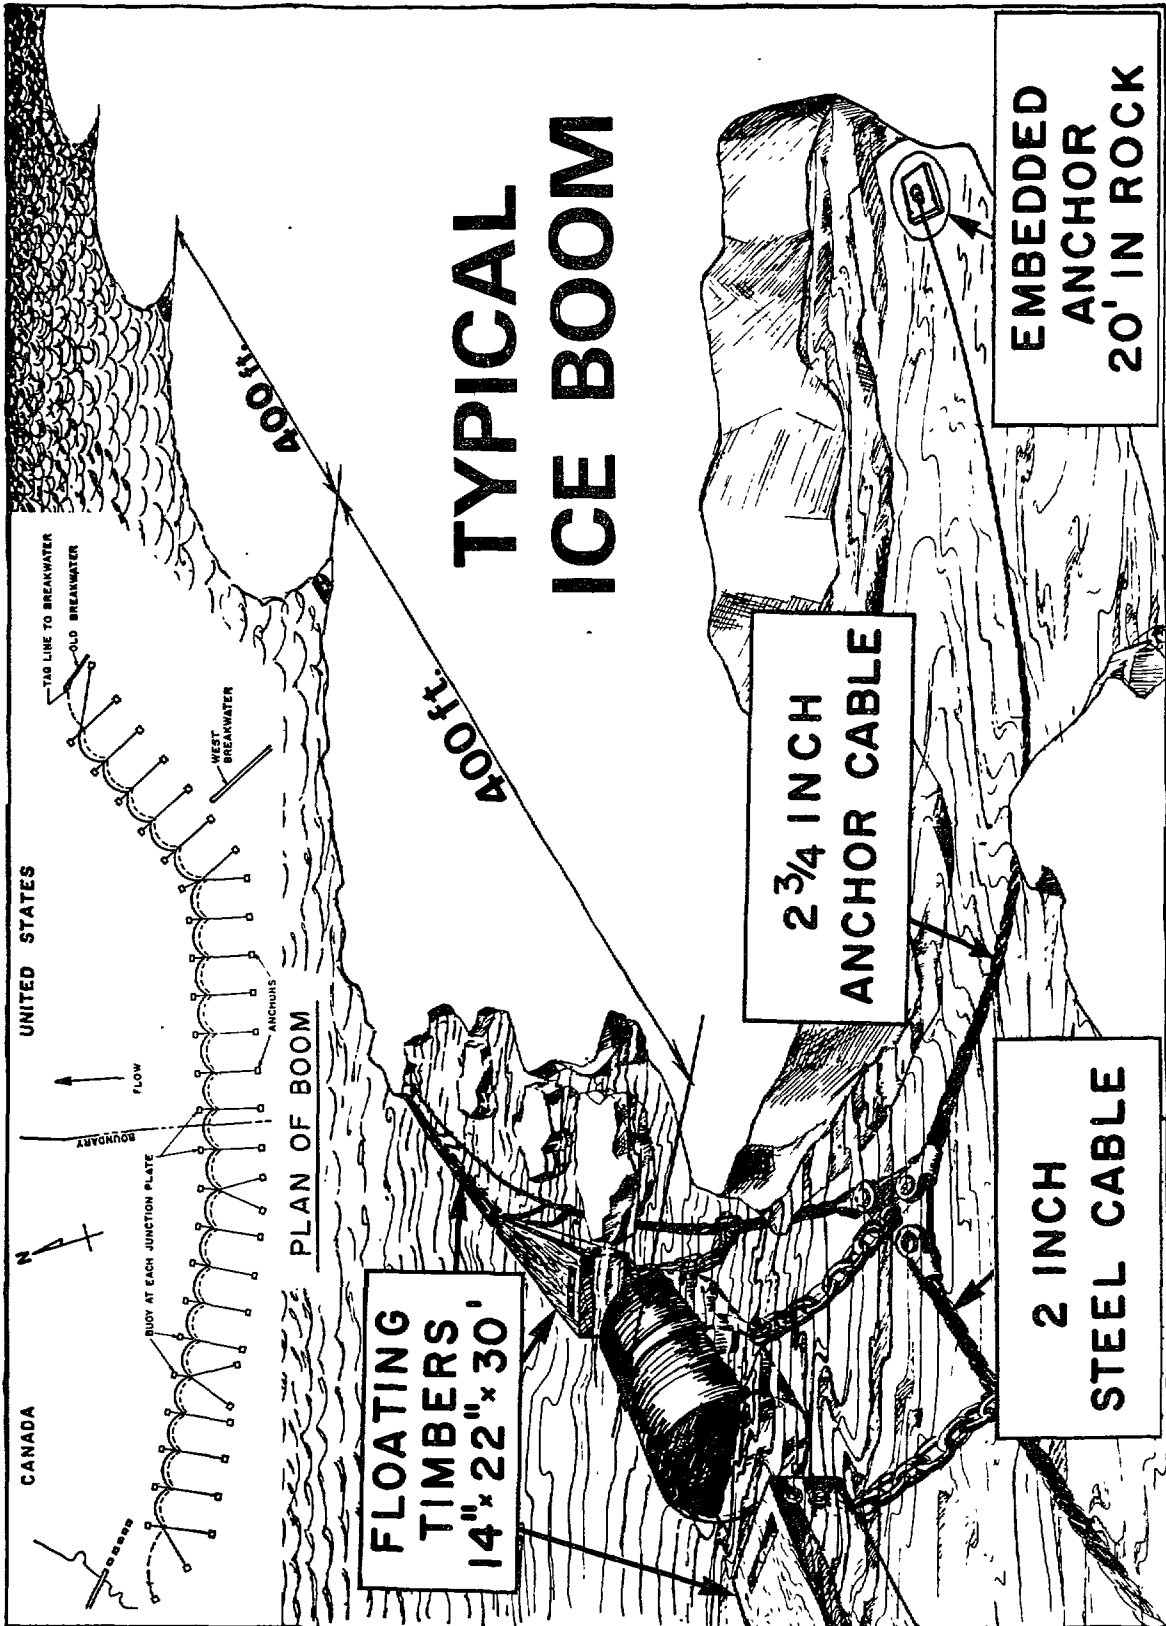 CANADA
UNITED STATES
N
BOUNDARY
FLOW
TAG LINE TO BREAKWATER
OLD BREAKWATER
WEST
BREAKWATER
BUOY AT EACH JUNCTION PLATE
ANCHORS
PLAN OF BOOM
400 ft.
400 ft.
TYPICAL
ICE BOOM
FLOATING
TIMBERS
14"x 22"x 30'
2 3/4 INCH
ANCHOR CABLE
2 INCH
STEEL CABLE
EMBEDDED
ANCHOR
20' IN ROCK